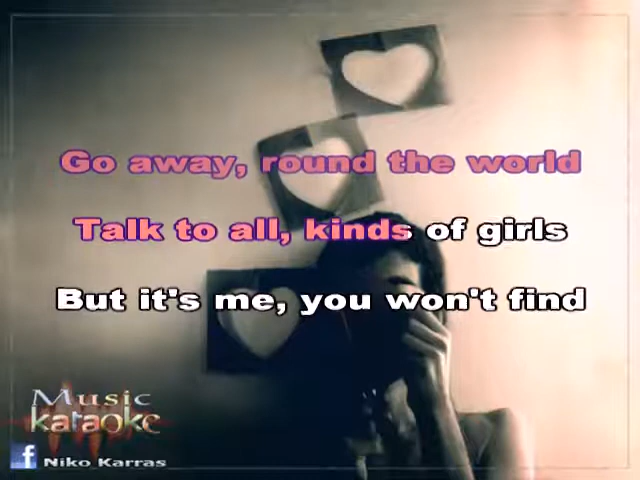 Go away, round the world
Talk to all, kinds of girls
But it's me, you won't find
Music
karaoke
f Niko Karras